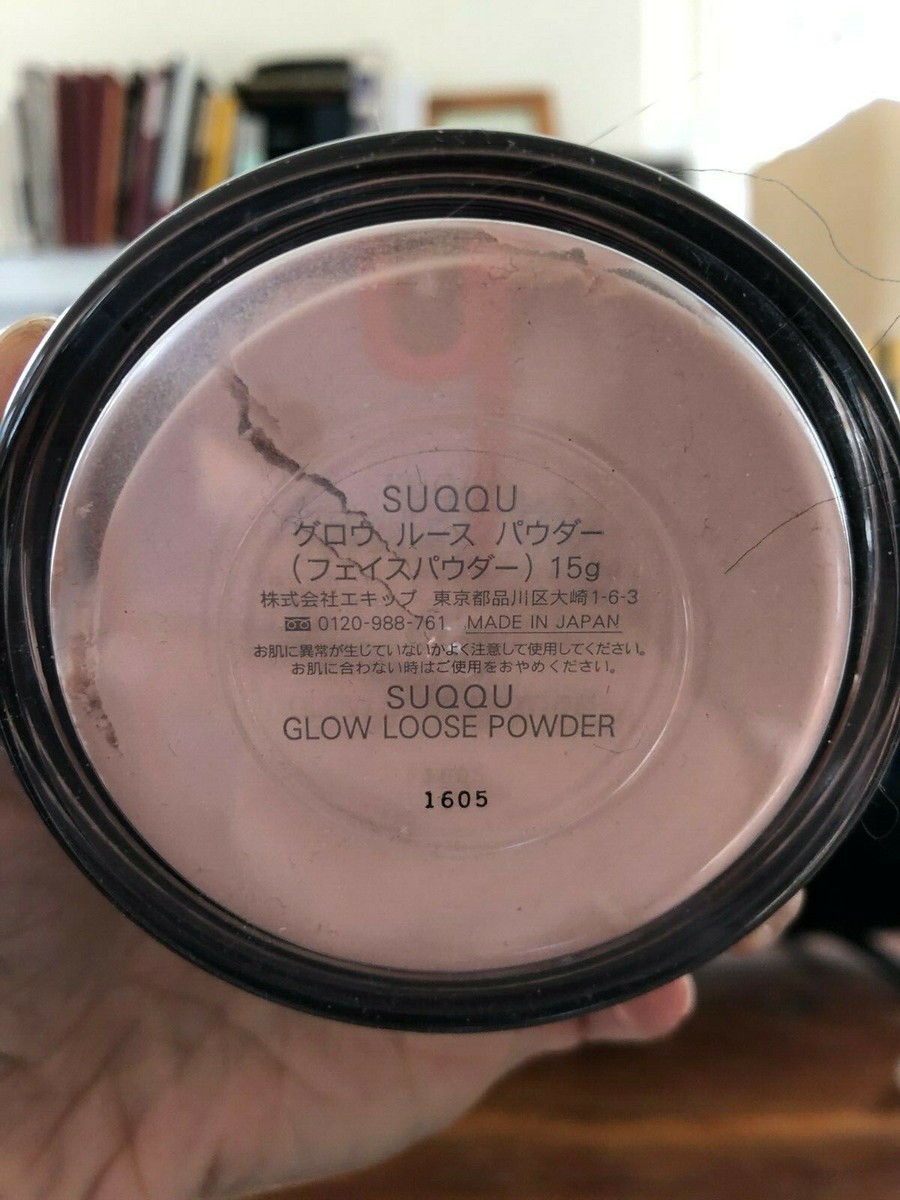 SUQQU
グロウ ルース パウダー
(フェイスパウダー) 15g
株式会社エキップ 東京都品川区大崎1-6-3
0120-988-761 MADE IN JAPAN
お肌に異常が生じていないかよく注意して使用してください。
お肌に合わない時はご使用をおやめください。
SUQQU
GLOW LOOSE POWDER
1605